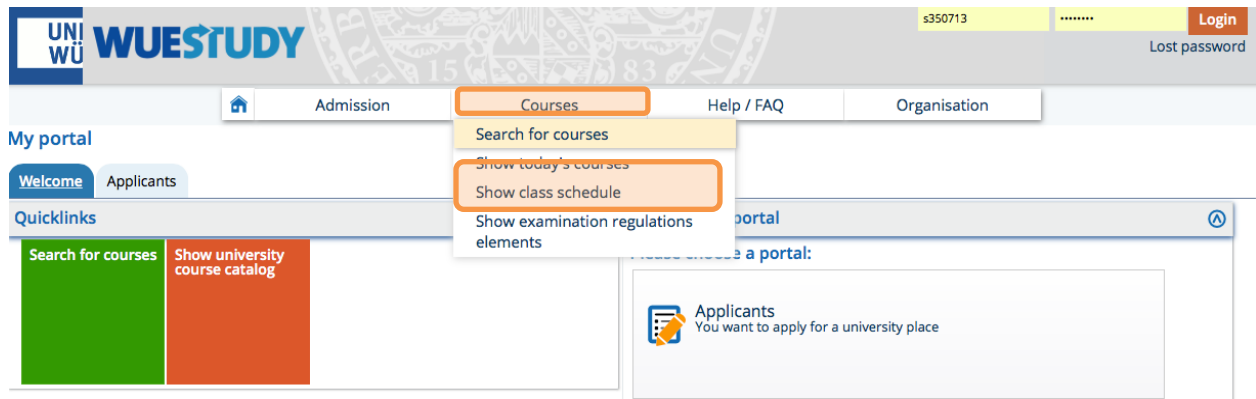 UNI
WÜ
WUESTUDY
s350713
••••••••
Login
Lost password
15
83
Admission
Courses
Help / FAQ
Organisation
My portal
Search for courses
Show today's courses
Show class schedule
Show examination regulations
elements
Welcome
Applicants
Quicklinks
portal
Search for courses
Show university
course catalog
Please choose a portal:
Applicants
You want to apply for a university place